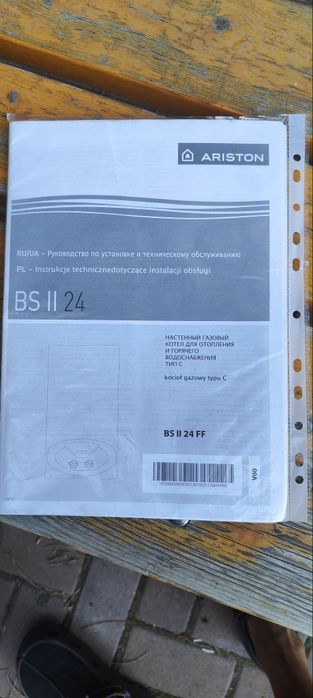 ARISTON
RU/UA – Руководство по установке и техническому обслуживанию
PL – Instrukcje technicznedotyczące instalacji obsługi
BS II 24
НАСТЕННЫЙ ГАЗОВЫЙ
КОТЕЛ ДЛЯ ОТОПЛЕНИЯ
И ГОРЯЧЕГО
ВОДОСНАБЖЕНИЯ
ТИП C
kocioł gazowy typu C
BS II 24 FF
V00